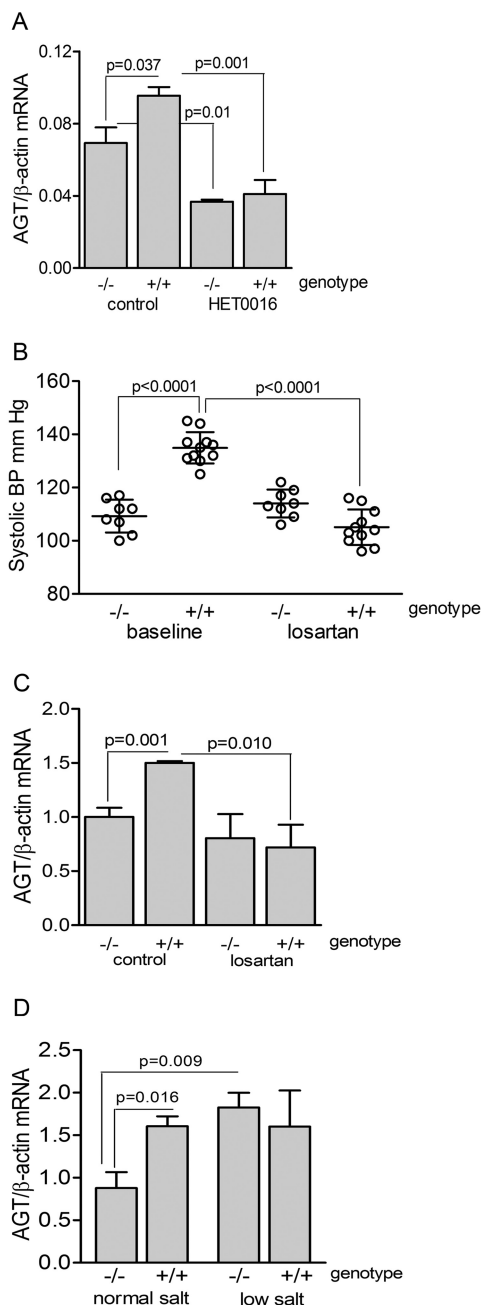 A
AGT/β-actin mRNA
0.12
0.08
0.04
0.00
p=0.037
p=0.001
p=0.01
-/- +/+ -/- +/+ genotype
control HET0016
B
Systolic BP mm Hg
160
140
120
100
80
p<0.0001 p<0.0001
-/- +/+ -/- +/+ genotype
baseline losartan
C
AGT/β-actin mRNA
2.0
1.5
1.0
0.5
0.0
p=0.001 p=0.010
-/- +/+ -/- +/+ genotype
control losartan
D
AGT/β-actin mRNA
2.5
2.0
1.5
1.0
0.5
0.0
p=0.009
p=0.016
-/- +/+ -/- +/+ genotype
normal salt low salt